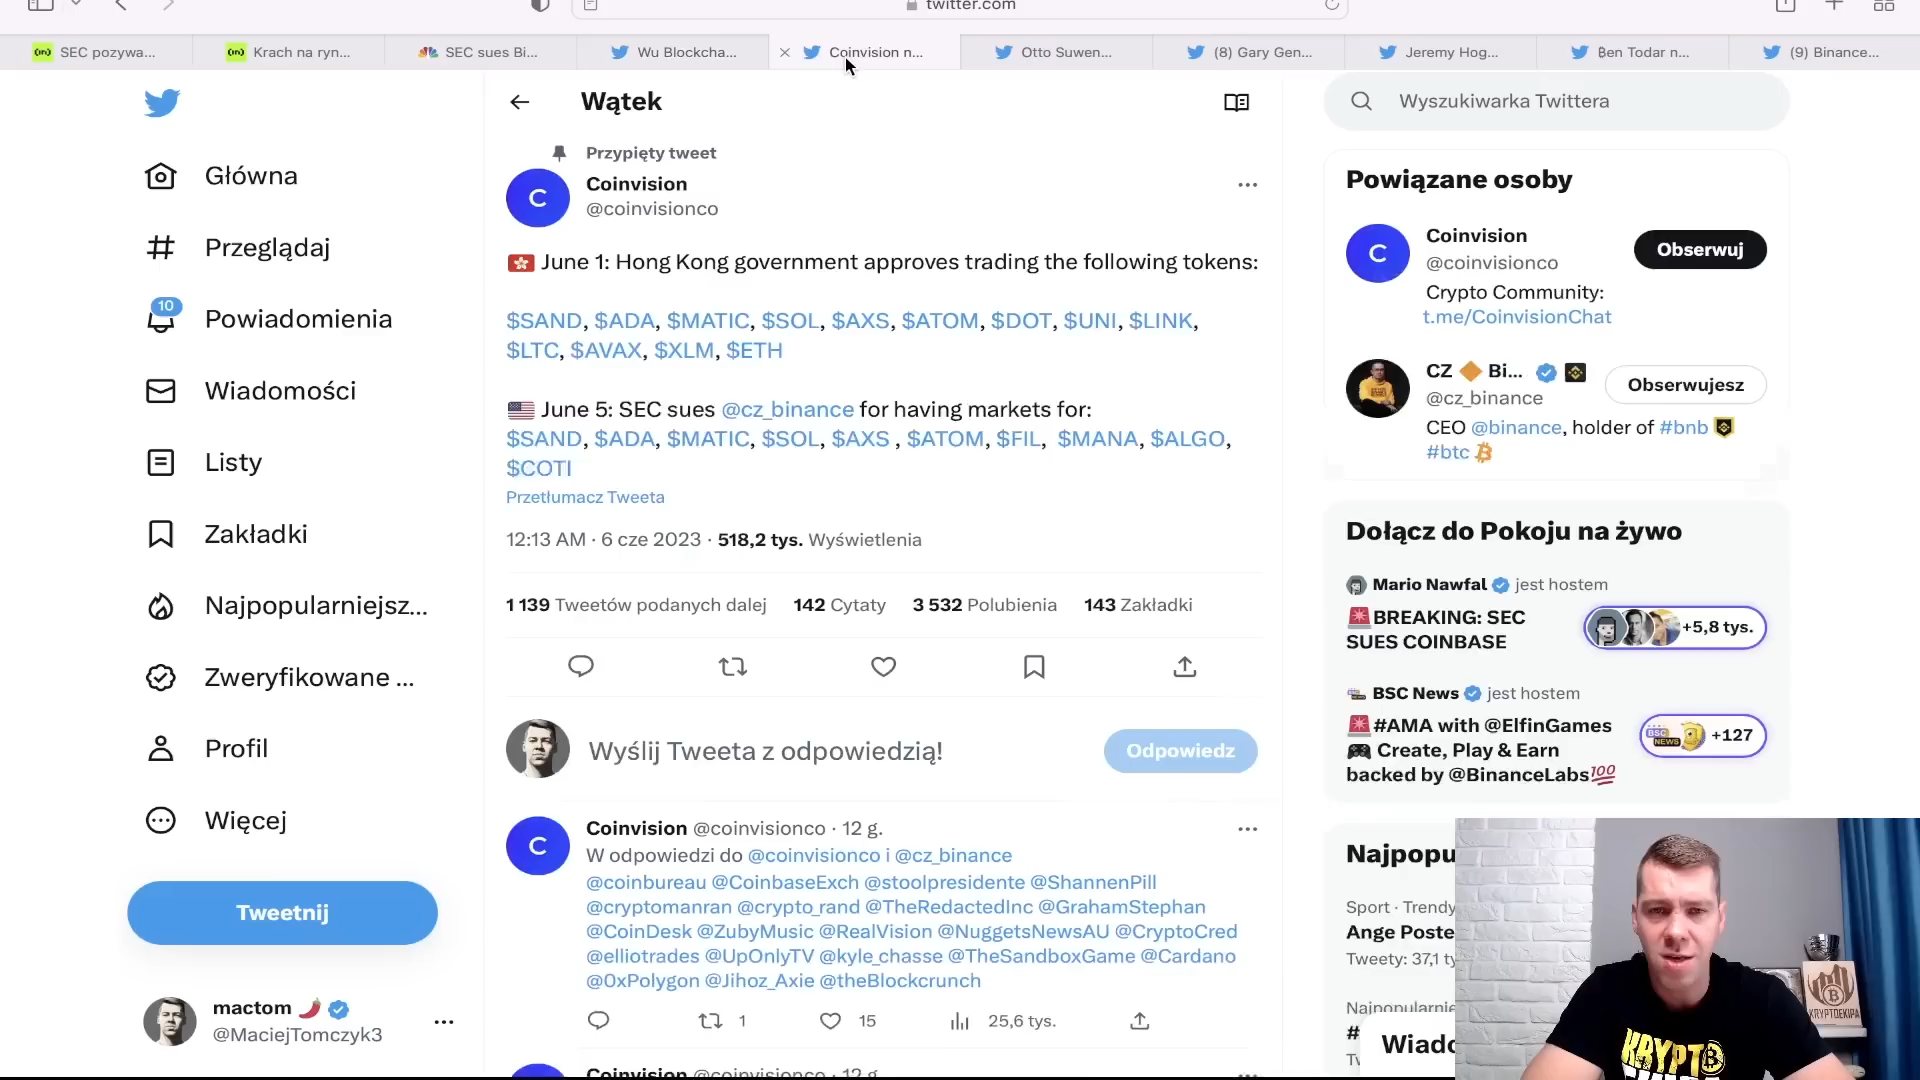 twitter.com
SEC pozywa...
Krach na ryn...
SEC sues Bi...
Wu Blockcha...
Coinvision n...
Otto Suwen...
(8) Gary Gen...
Jeremy Hog...
Ben Todar n...
(9) Binance...
Główna
Przeglądaj
10
Powiadomienia
Wiadomości
Listy
Zakładki
Najpopularniejsz...
Zweryfikowane ...
Profil
Więcej
Tweetnij
mactom
@MaciejTomczyk3
Wątek
Przypięty tweet
C
Coinvision
@coinvisionco
June 1: Hong Kong government approves trading the following tokens:
$SAND, $ADA, $MATIC, $SOL, $AXS, $ATOM, $DOT, $UNI, $LINK,
$LTC, $AVAX, $XLM, $ETH
June 5: SEC sues @cz_binance for having markets for:
$SAND, $ADA, $MATIC, $SOL, $AXS , $ATOM, $FIL, $MANA, $ALGO,
$COTI
Przetłumacz Tweeta
12:13 AM · 6 cze 2023 · 518,2 tys. Wyświetlenia
1 139 Tweetów podanych dalej 142 Cytaty 3 532 Polubienia 143 Zakładki
Wyślij Tweeta z odpowiedzią!
Odpowiedz
C
Coinvision @coinvisionco · 12 g.
W odpowiedzi do @coinvisionco i @cz_binance
@coinbureau @CoinbaseExch @stoolpresidente @ShannenPill
@cryptomanran @crypto_rand @TheRedactedInc @GrahamStephan
@CoinDesk @ZubyMusic @RealVision @NuggetsNewsAU @CryptoCred
@elliotrades @UpOnlyTV @kyle_chasse @TheSandboxGame @Cardano
@0xPolygon @Jihoz_Axie @theBlockcrunch
1 15 25,6 tys.
Coinvision @coinvisionco · 12 g.
Wyszukiwarka Twittera
Powiązane osoby
C
Coinvision
@coinvisionco
Obserwuj
Crypto Community:
t.me/CoinvisionChat
CZ Bi...
@cz_binance
Obserwujesz
CEO @binance, holder of #bnb
#btc
Dołącz do Pokoju na żywo
Mario Nawfal jest hostem
BREAKING: SEC
SUES COINBASE
+5,8 tys.
BSC News jest hostem
#AMA with @ElfinGames
Create, Play & Earn
backed by @BinanceLabs
BSC
NEWS
+127
Najpopu
Sport · Trendy
Ange Poste
Tweety: 37,1 ty
Najpopularnie
#
Wiado
KRYPTOEKIPA
KRYPT